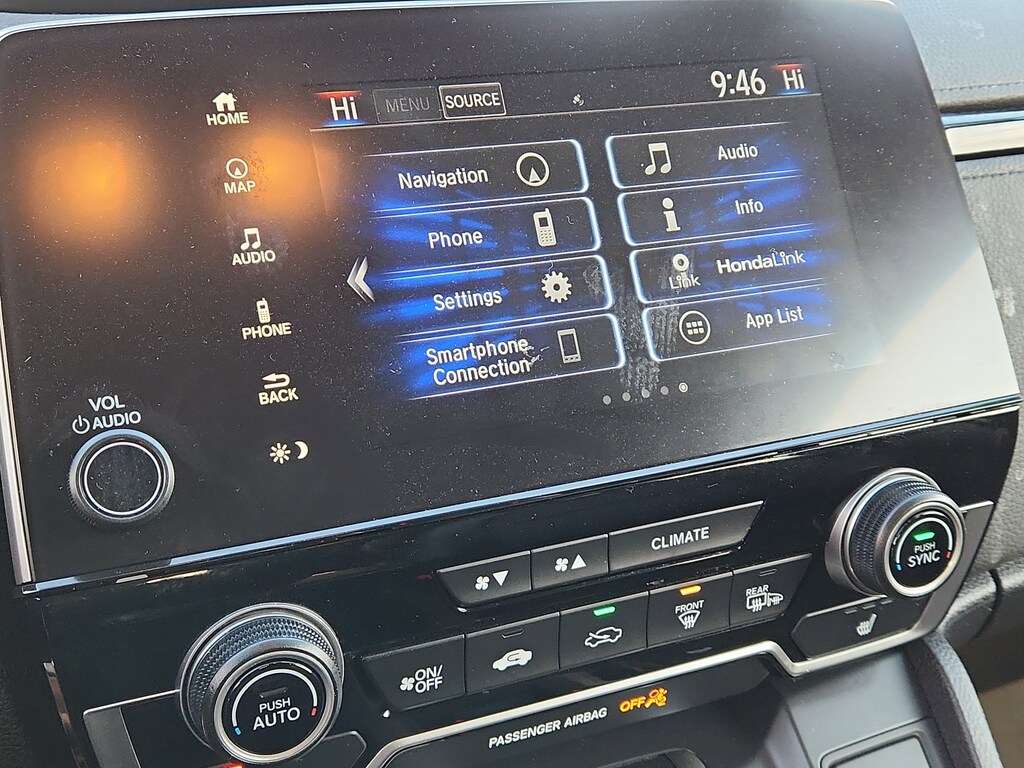 Hi MENU SOURCE 9:46 Hi
HOME
MAP
AUDIO
PHONE
BACK
Navigation
Audio
Phone
Info
Settings
Link
HondaLink
Smartphone
Connection
App List
VOL
AUDIO
CLIMATE
PUSH
SYNC
ON/
OFF
FRONT
REAR
PUSH
AUTO
PASSENGER AIRBAG OFF